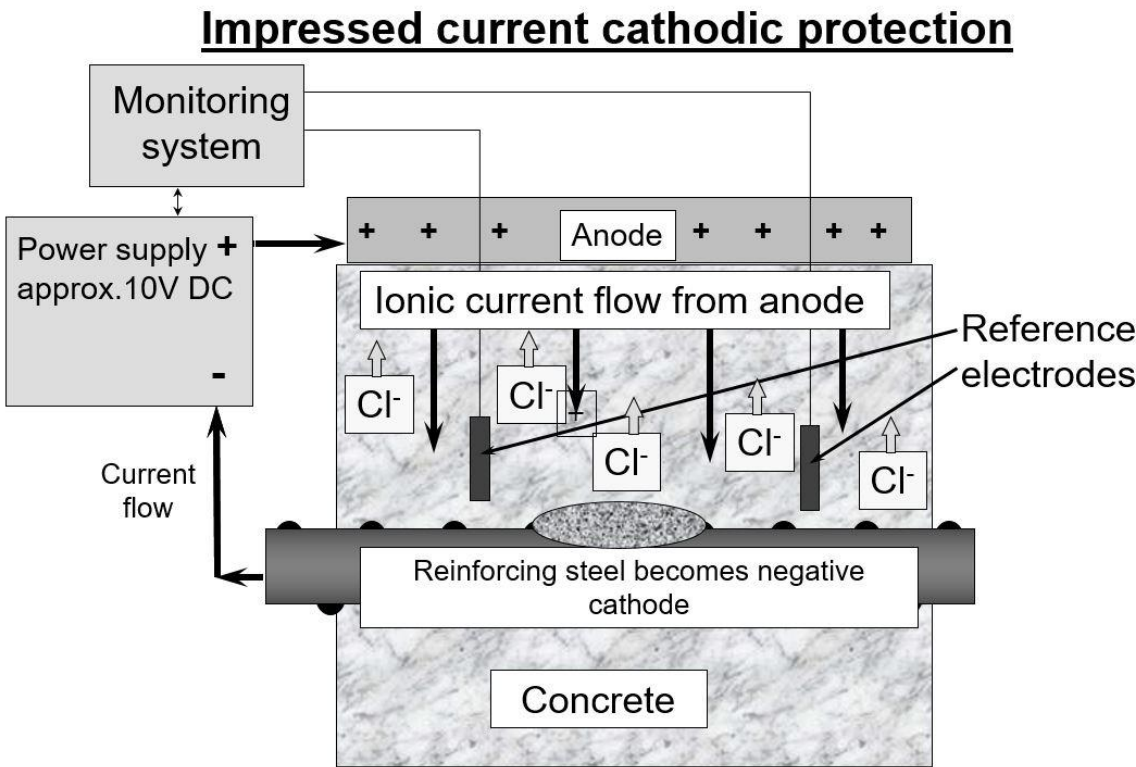 Impressed current cathodic protection
Monitoring
system
Power supply +
approx.10V DC
-
+ + + Anode + + + +
Ionic current flow from anode
Reference
electrodes
Cl-
Cl-
+
Cl-
Cl-
Cl-
Current
flow
Reinforcing steel becomes negative
cathode
Concrete